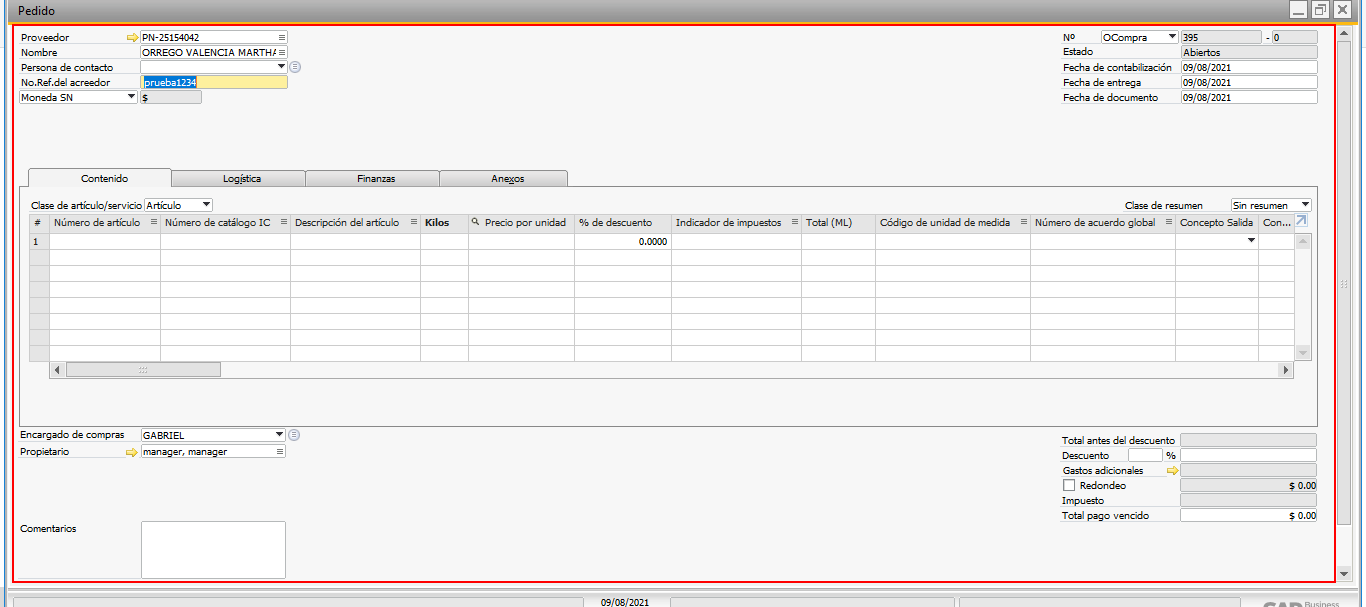 Pedido
Proveedor PN-25154042
Nombre ORREGO VALENCIA MARTHA
Persona de contacto
No.Ref.del acreedor prueba1234
Moneda SN $
Nº OCompra 395 - 0
Estado Abiertos
Fecha de contabilización 09/08/2021
Fecha de entrega 09/08/2021
Fecha de documento 09/08/2021
Contenido Logística Finanzas Anexos
Clase de artículo/servicio Artículo Clase de resumen Sin resumen
# Número de artículo Número de catálogo IC Descripción del artículo Kilos Precio por unidad % de descuento Indicador de impuestos Total (ML) Código de unidad de medida Número de acuerdo global Concepto Salida Con...
1 0.0000
Encargado de compras GABRIEL
Propietario manager, manager
Total antes del descuento
Descuento %
Gastos adicionales
Redondeo $ 0.00
Impuesto
Total pago vencido $ 0.00
Comentarios
09/08/2021
Business